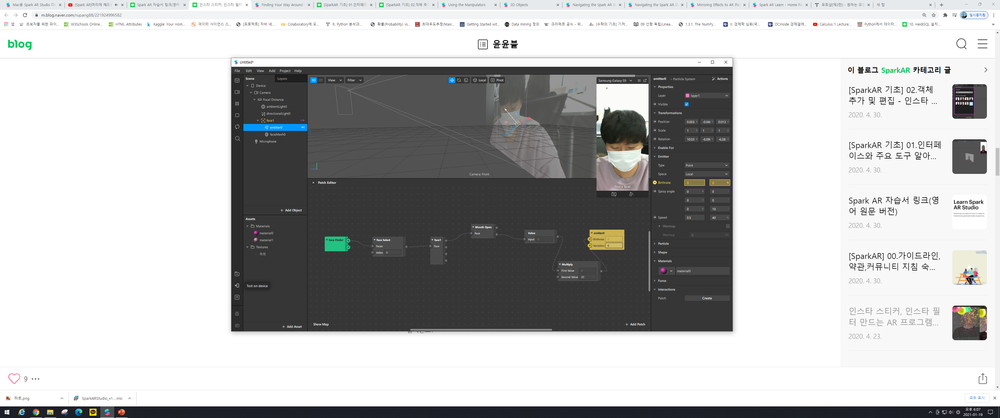 Mac용 Spark AR Studio 다
[Spark AR]머리에 헤드
Spark AR 자습서 링크(영어
인스타 스티커, 인스타 필터
Finding Your Way Around
[SparkAR 기초] 01.인터페이
[SparkAR 기초] 02.객체 추가
Using the Manipulators
3D Objects
Navigating the Spark AR S
Navigating the Spark AR S
Mirroring Effects to AR Pla
Spark AR Learn - Home Pa
포토샵[제2탄] - 원하는 모양
새 탭
m.blog.naver.com/rupang88/221924996582
일시중지됨
앱
초보자를 위한 파이...
W3Schools Online...
HTML Attributes
Kaggle: Your Hom...
데이터 사이언스 스...
[프로젝트] 자바 네...
Colaboratory에 오...
R, Python 분석과...
확률(Probability) vs...
최대우도추정(Maxi...
Getting Started wit...
Data mining 정의
크라메르 공식 - 위...
[수학의 기초] 기저...
09 선형 독립(Linea...
1.3.1. The NumPy...
II. 경제학 심화(국...
DCinside 경제갤에...
Calculus 1 Lecture...
Python에서 데이터...
10. HeidiSQL 설치...
blog
윤윤블
Untitled*
File Edit View Add Project Help
Scene Layers
Device
Camera
Focal Distance
ambientLight0
directionalLight0
face1
emitter0
faceMesh0
Microphone
+ Add Object
Assets
Materials
material0
material1
Textures
하트
Test on device
+ Add Asset
3D 2D View Filter
Local Pivot
Camera: Front
Samsung Galaxy S9
Find a face!
Patch Editor
Face Finder
Face Select
Faces
Index 0
face1
Face
Mouth Open
Face
Value
Input 0
Multiply
First Value 0
Second Value 20
emitter0
Birthrate 0
Variation 0
Show Map
+ Add Patch
emitter0 – Particle System Actions
Properties
Layer layer1
Visible
Transformations
Position 0.003 X -0.048 Y 0.013 Z
Scale 1 X 1 Y 1 Z
Rotation 10.03 X -6.090 Y -6.28 Z
Enable For
Emitter
Type Point
Space Local
Birthrate 0 0 %
Spray angle 0 X 0 °
0 Y 0 °
0 Z 10 °
Speed 0.5 40 %
Warmup
Warmup 0
Particle
Shape
Materials
material0
Force
Interactions
Patch Create
이 블로그 SparkAR 카테고리 글
[SparkAR 기초] 02.객체
추가 및 편집 - 인스타 ...
2020. 4. 30.
[SparkAR 기초] 01.인터페
이스와 주요 도구 알아...
2020. 4. 30.
Spark AR 자습서 링크(영
어 원문 버전)
2020. 4. 30.
Learn Spark
AR Studio
[SparkAR] 00.가이드라인,
약관,커뮤니티 지침 숙...
2020. 4. 30.
인스타 스티커, 인스타 필
터 만드는 AR 프로그램...
2020. 4. 23.
9
하트.png
SparkARStudio_v1....msi
모두 표시
오후 6:07
2021-01-19